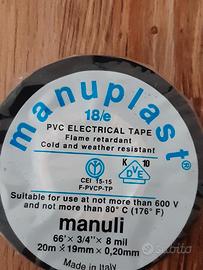 manuplast®
18/e
PVC ELECTRICAL TAPE
Flame retardant
Cold and weather resistant
K 10
DVE
CEI 15-15
F-PVCP-TP
Suitable for use at not more than 600 V
and not more than 80° C (176° F)
manuli
66'× 3/4"× 8 mil
20m × 19mm × 0,20mm
Made in Italy
subito